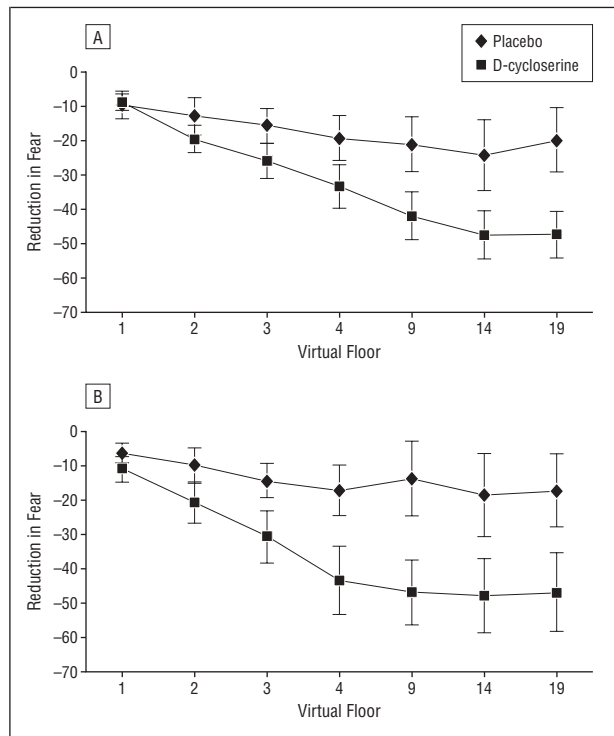 A
Placebo
D-cycloserine
0
–10
–20
–30
–40
–50
–60
–70
Reduction in Fear
1 2 3 4 9 14 19
Virtual Floor
B
0
–10
–20
–30
–40
–50
–60
–70
Reduction in Fear
1 2 3 4 9 14 19
Virtual Floor